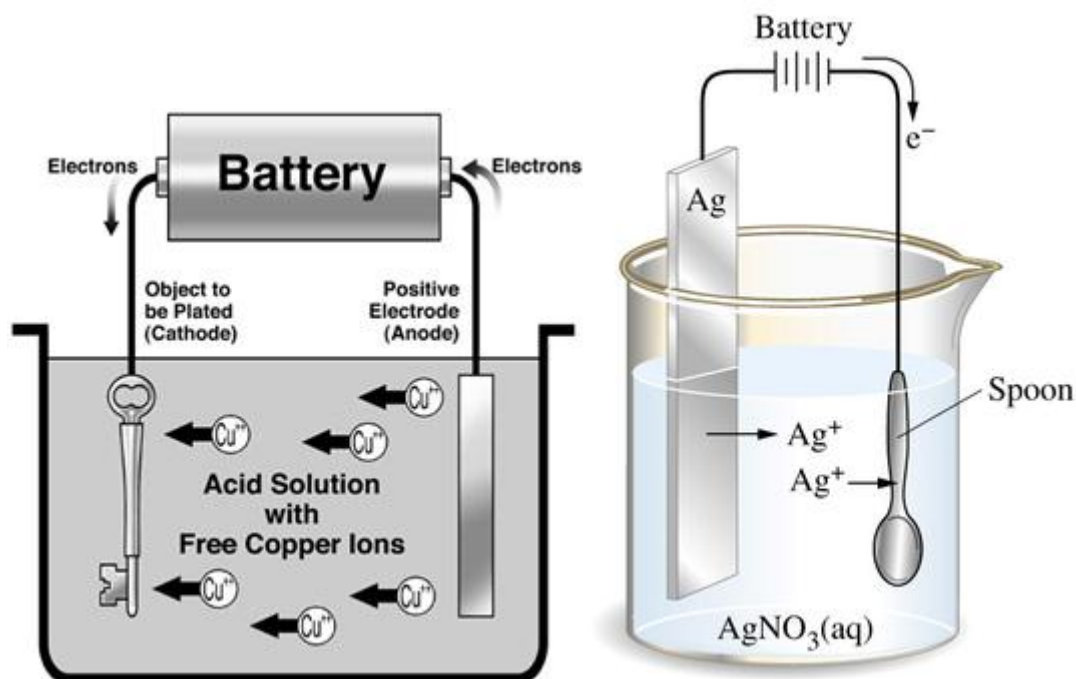 Battery
Electrons
Electrons
Object to
be Plated
(Cathode)
Positive
Electrode
(Anode)
Cu⁺⁺
Cu⁺⁺
Cu⁺⁺
Acid Solution
with
Free Copper Ions
Cu⁺⁺
Cu⁺⁺
Cu⁺⁺
Battery
e⁻
Ag
Spoon
Ag⁺
Ag⁺
AgNO₃(aq)